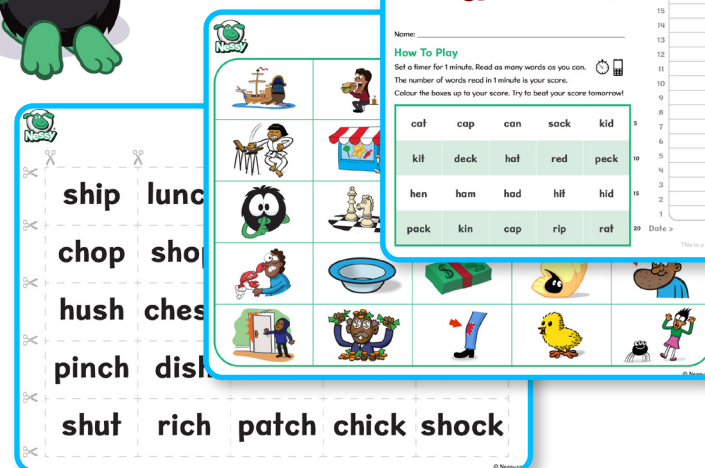 Nessy
Name:
How To Play
Set a timer for 1 minute. Read as many words as you can.
The number of words read in 1 minute is your score.
Colour the boxes up to your score. Try to beat your score tomorrow!
cat cap can sack kid 5
kit deck hat red peck 10
hen ham had hit hid 15
pack kin cap rip rat 20
15
14
13
12
11
10
9
8
7
6
5
4
3
2
1
Date >
This is
Nessy
ship
chop
hush
pinch
shut rich patch chick shock
© Nessy